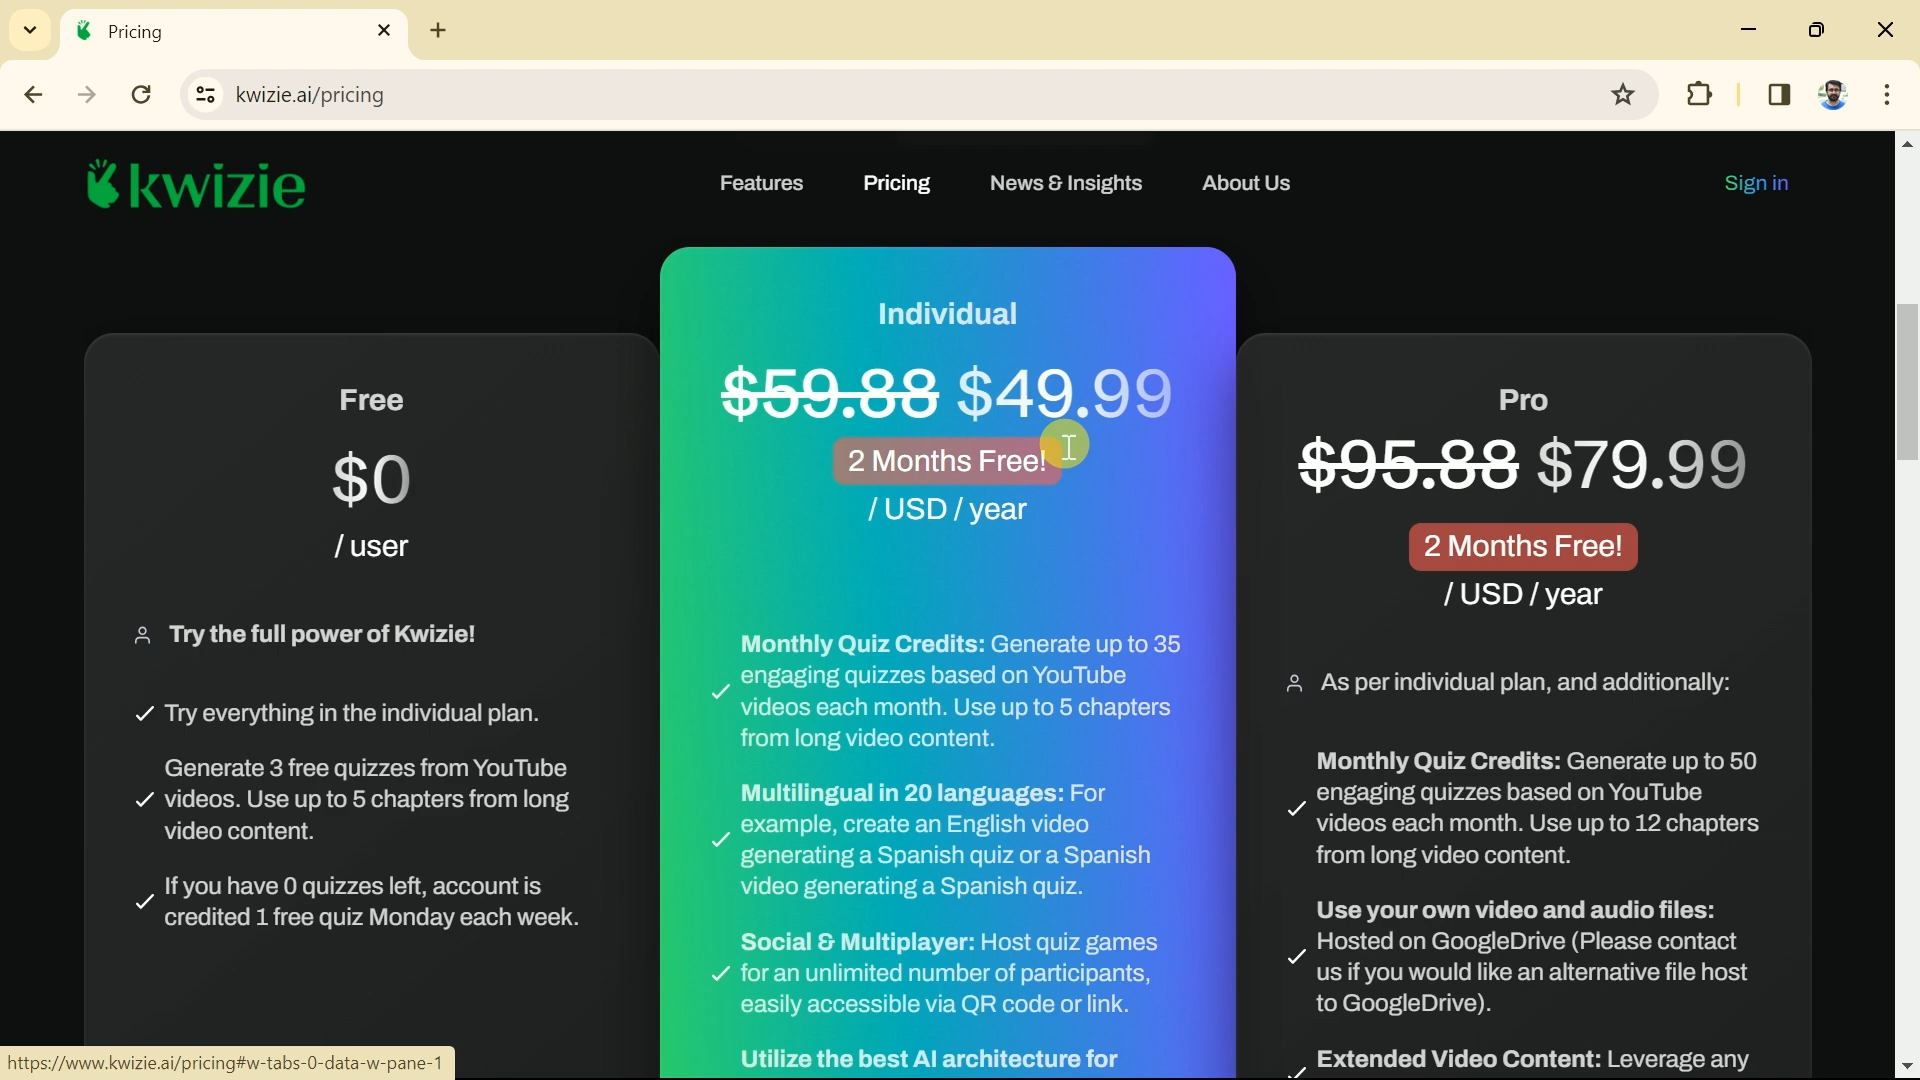 Pricing
kwizie.ai/pricing
kwizie
Features
Pricing
News & Insights
About Us
Sign in
Free
$0
/ user
Try the full power of Kwizie!
Try everything in the individual plan.
Generate 3 free quizzes from YouTube
videos. Use up to 5 chapters from long
video content.
If you have 0 quizzes left, account is
credited 1 free quiz Monday each week.
Individual
$59.88 $49.99
2 Months Free!
/ USD / year
Monthly Quiz Credits: Generate up to 35
engaging quizzes based on YouTube
videos each month. Use up to 5 chapters
from long video content.
Multilingual in 20 languages: For
example, create an English video
generating a Spanish quiz or a Spanish
video generating a Spanish quiz.
Social & Multiplayer: Host quiz games
for an unlimited number of participants,
easily accessible via QR code or link.
Utilize the best AI architecture for
Pro
$95.88 $79.99
2 Months Free!
/ USD / year
As per individual plan, and additionally:
Monthly Quiz Credits: Generate up to 50
engaging quizzes based on YouTube
videos each month. Use up to 12 chapters
from long video content.
Use your own video and audio files:
Hosted on GoogleDrive (Please contact
us if you would like an alternative file host
to GoogleDrive).
Extended Video Content: Leverage any
https://www.kwizie.ai/pricing#w-tabs-0-data-w-pane-1